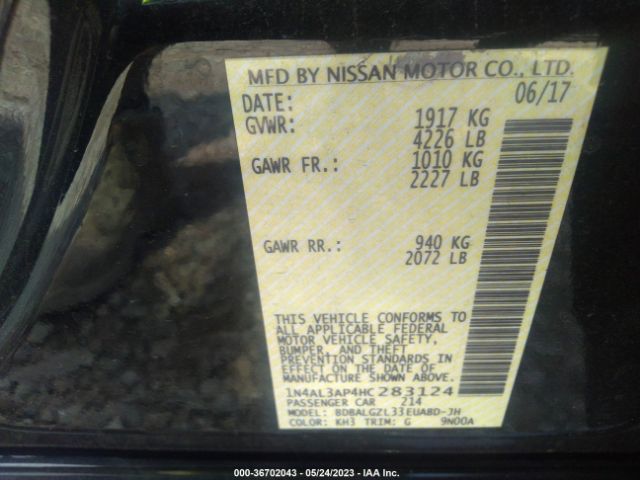 MFD BY NISSAN MOTOR CO., LTD.
DATE: 06/17
GVWR: 1917 KG
4226 LB
GAWR FR.: 1010 KG
2227 LB
GAWR RR.: 940 KG
2072 LB
THIS VEHICLE CONFORMS TO
ALL APPLICABLE FEDERAL
MOTOR VEHICLE SAFETY,
BUMPER, AND THEFT
PREVENTION STANDARDS IN
EFFECT ON THE DATE OF
MANUFACTURE SHOWN ABOVE.
1N4AL3AP4HC283124
PASSENGER CAR 214
MODEL: BDBALGZL33EUA8D-JH
COLOR: KH3 TRIM: G 9N00A
000-36702043 - 05/24/2023 - IAA Inc.